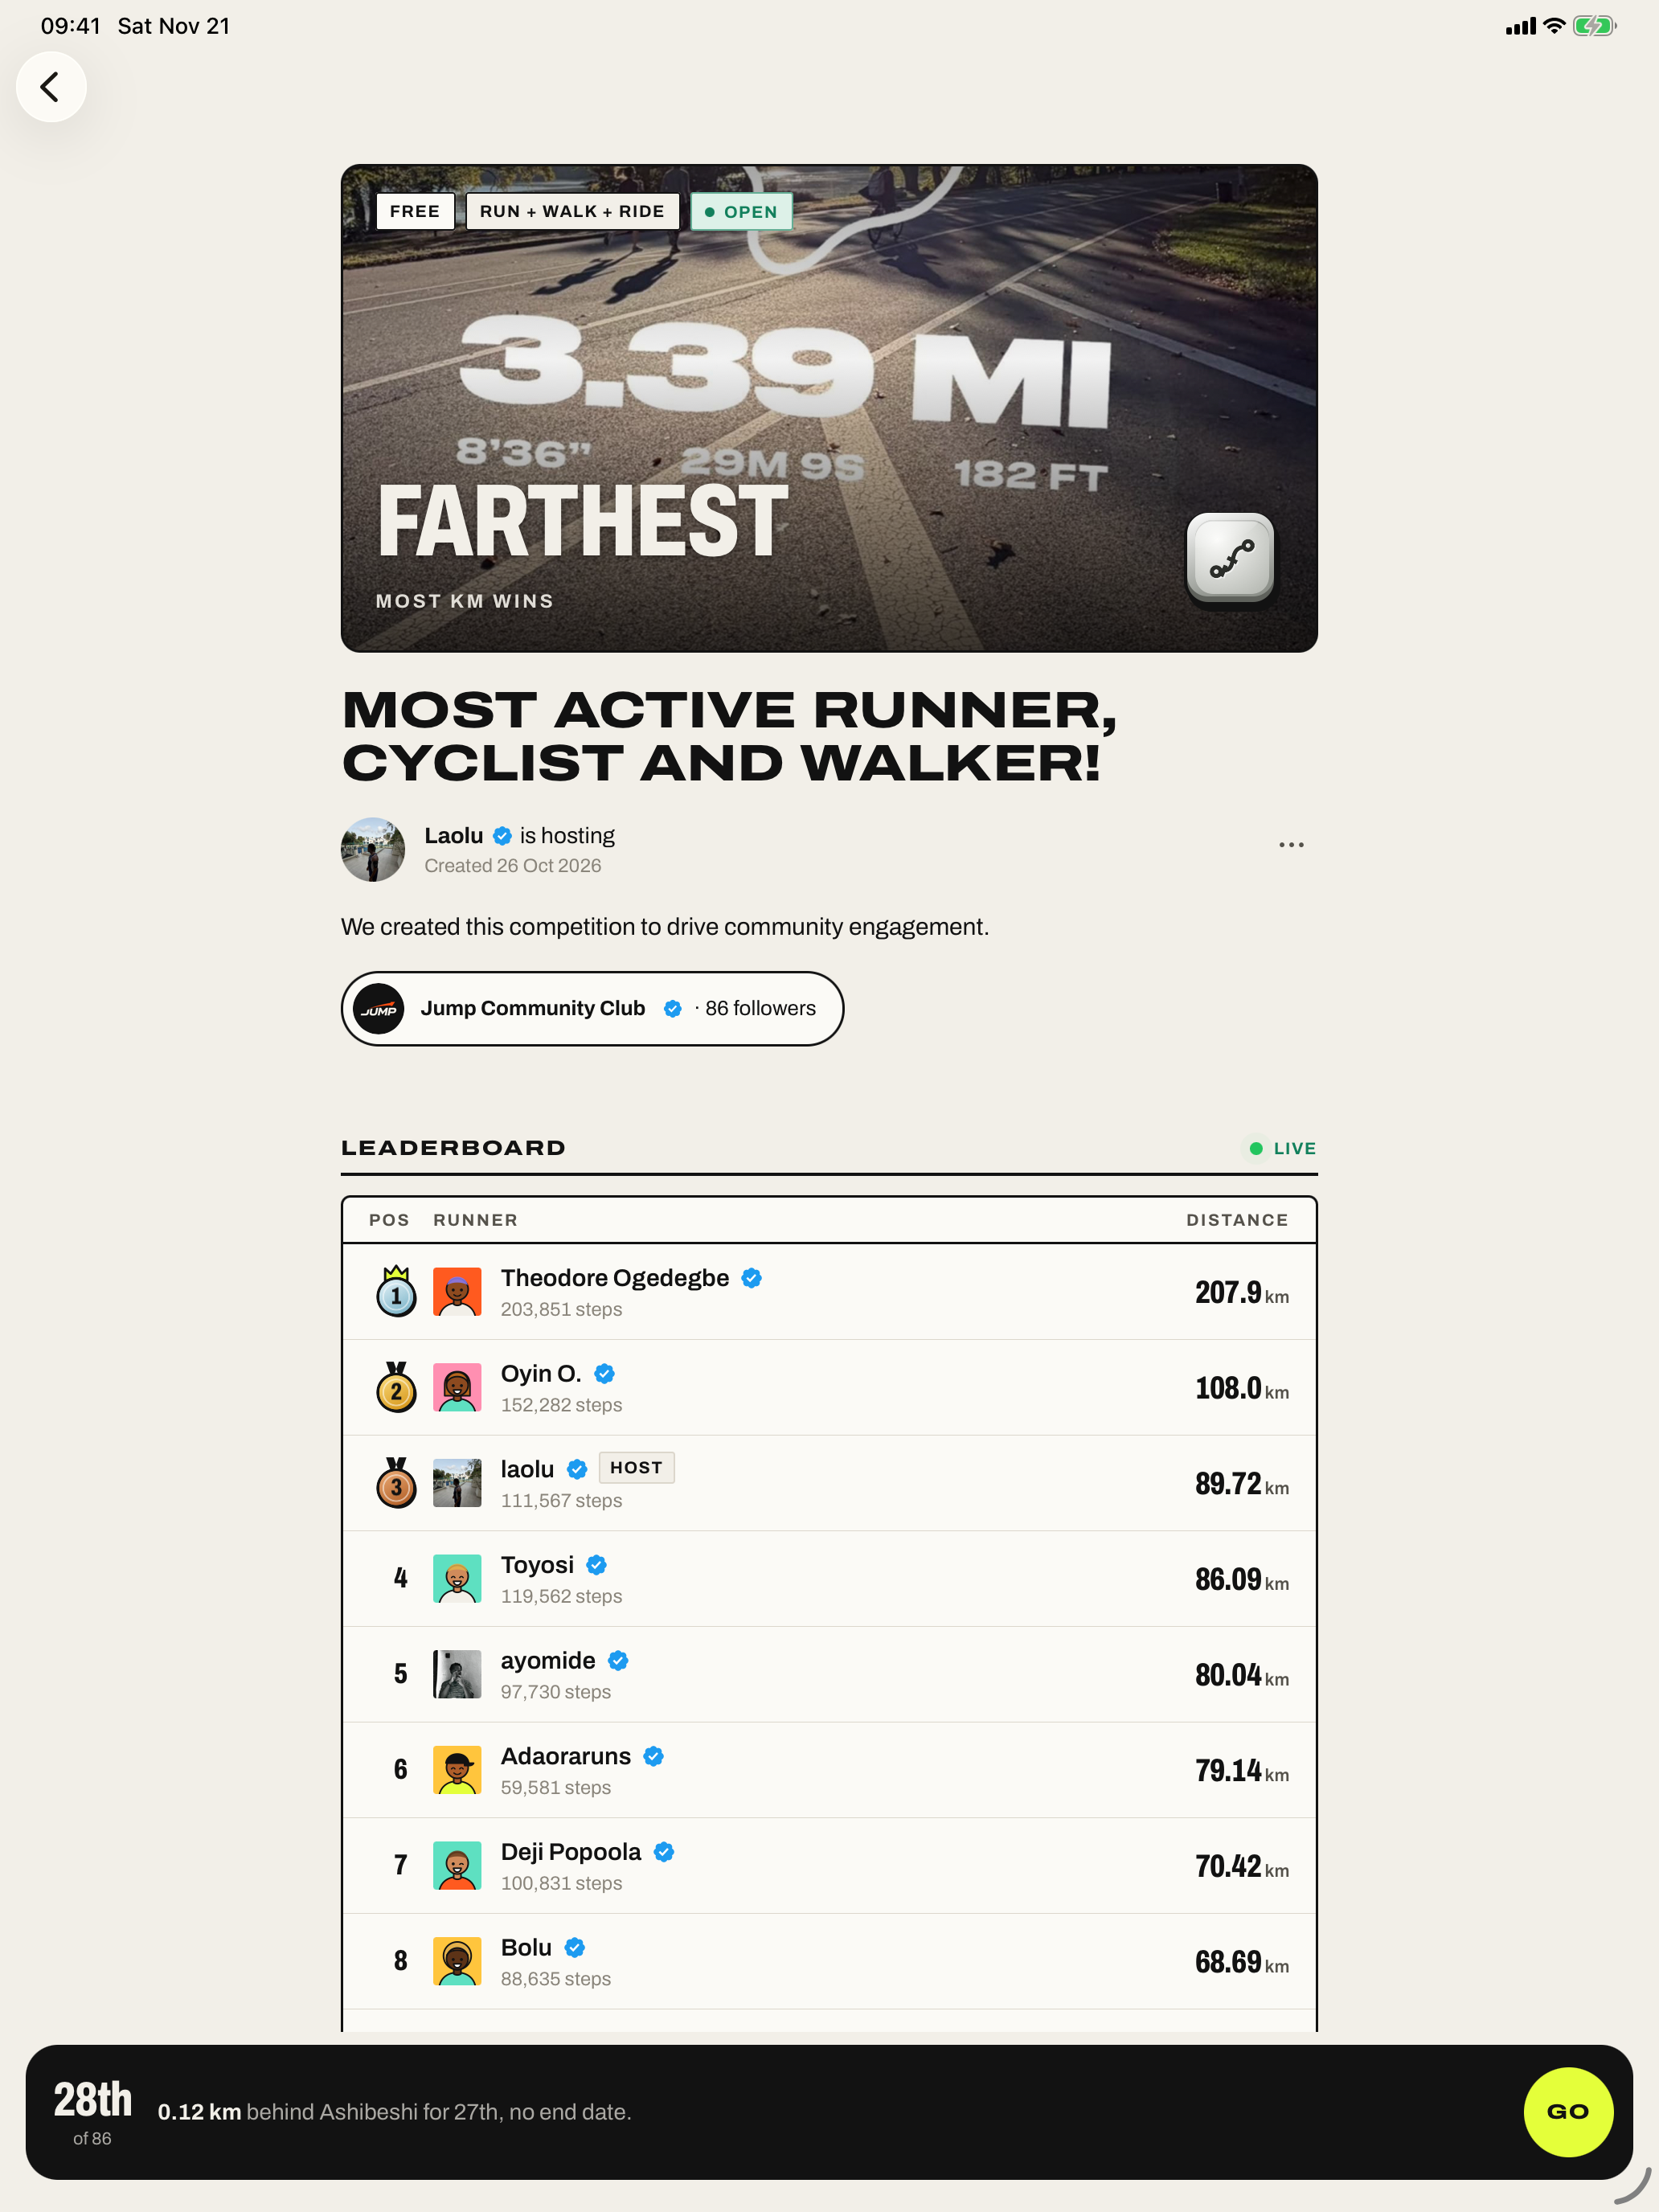 09:41 Sat Nov 21
FREE RUN + WALK + RIDE OPEN
3.39 MI
8’36” 29M 9S 182 FT
FARTHEST
MOST KM WINS
MOST ACTIVE RUNNER,
CYCLIST AND WALKER!
Laolu is hosting
Created 26 Oct 2026
We created this competition to drive community engagement.
JUMP Jump Community Club · 86 followers
LEADERBOARD LIVE
POS RUNNER DISTANCE
1 Theodore Ogedegbe 207.9 km
203,851 steps
2 Oyin O. 108.0 km
152,282 steps
3 laolu HOST 89.72 km
111,567 steps
4 Toyosi 86.09 km
119,562 steps
5 ayomide 80.04 km
97,730 steps
6 Adaoraruns 79.14 km
59,581 steps
7 Deji Popoola 70.42 km
100,831 steps
8 Bolu 68.69 km
88,635 steps
28th
of 86
0.12 km behind Ashibeshi for 27th, no end date.
GO